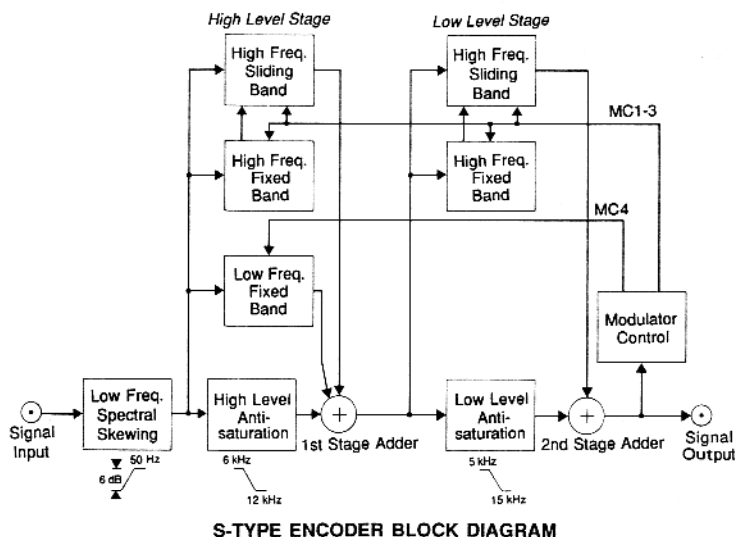 High Level Stage
Low Level Stage
High Freq.
Sliding
Band
High Freq.
Sliding
Band
MC1-3
High Freq.
Fixed
Band
High Freq.
Fixed
Band
MC4
Low Freq.
Fixed
Band
Modulator
Control
Low Freq.
Spectral
Skewing
High Level
Anti-
saturation
Low Level
Anti-
saturation
Signal
Input
1st Stage Adder
2nd Stage Adder
Signal
Output
50 Hz
6 dB
6 kHz
12 kHz
5 kHz
15 kHz
S-TYPE ENCODER BLOCK DIAGRAM